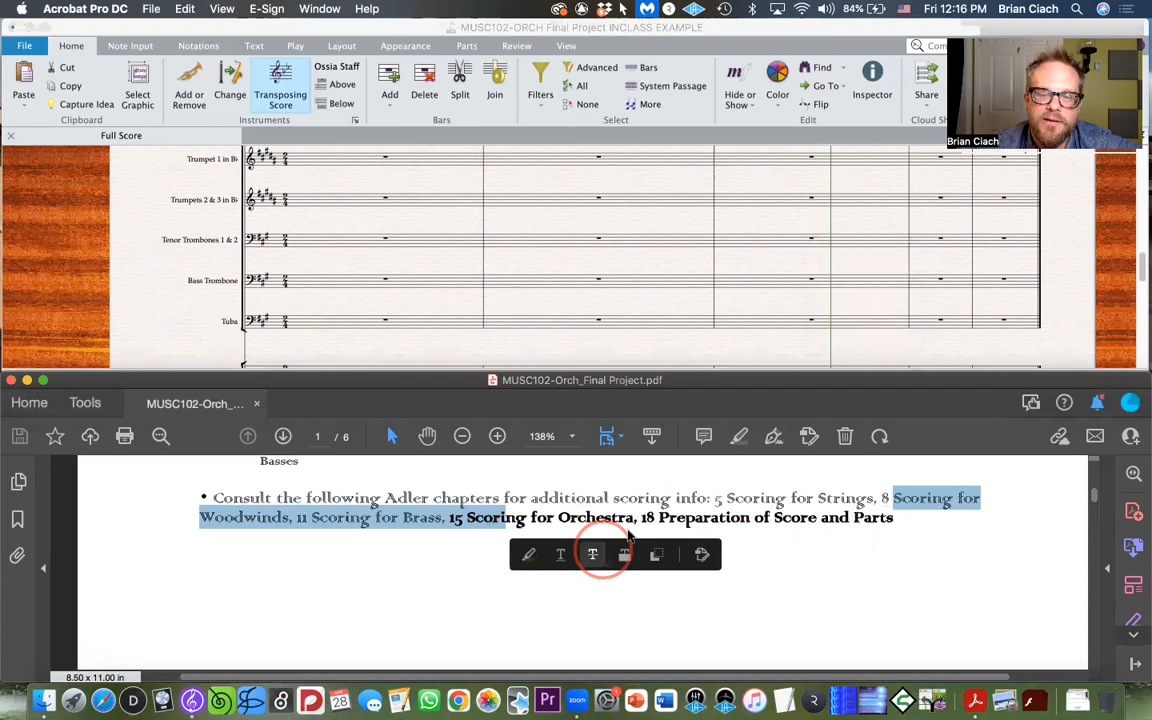 Acrobat Pro DC File Edit View E-Sign Window Help 84% Fri 12:16 PM Brian Ciach
MUSC102-ORCH Final Project INCLASS EXAMPLE
File Home Note Input Notations Text Play Layout Appearance Parts Review View
Paste
Cut
Copy
Capture Idea
Select Graphic
Clipboard
Add or Remove
Change
Transposing Score
Ossia Staff
Above
Below
Instruments
Add
Delete
Split
Join
Bars
Filters
Advanced
All
None
Bars
System Passage
More
Select
Hide or Show
Color
Find
Go To
Flip
Inspector
Edit
Share
Brian Ciach
Full Score
Trumpet 1 in B♭
Trumpets 2 & 3 in B♭
Tenor Trombones 1 & 2
Bass Trombone
Tuba
MUSC102-Orch_Final Project.pdf
Home Tools MUSC102-Orch_...
1 / 6 138%
Basses
• Consult the following Adler chapters for additional scoring info: 5 Scoring for Strings, 8 Scoring for
Woodwinds, 11 Scoring for Brass, 15 Scoring for Orchestra, 18 Preparation of Score and Parts
8.50 x 11.00 in